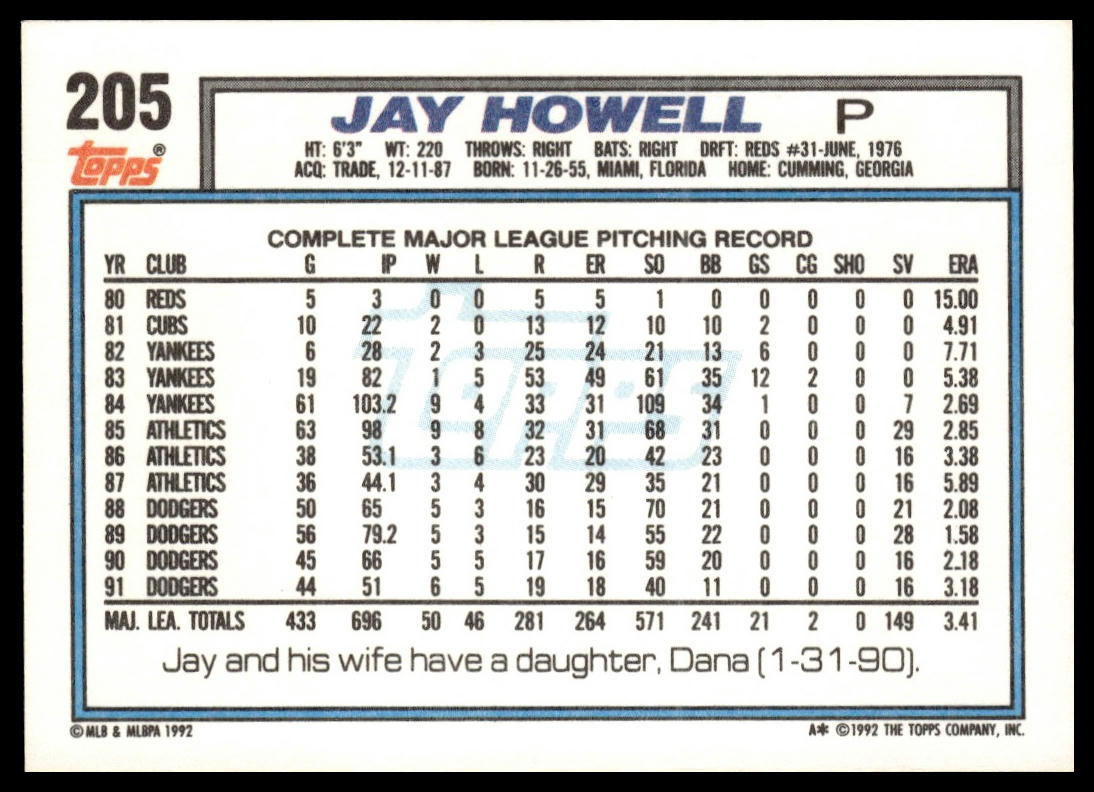 205
JAY HOWELL P
topps®
HT: 6'3" WT: 220 THROWS: RIGHT BATS: RIGHT DRFT: REDS #31-JUNE, 1976
ACQ: TRADE, 12-11-87 BORN: 11-26-55, MIAMI, FLORIDA HOME: CUMMING, GEORGIA
COMPLETE MAJOR LEAGUE PITCHING RECORD
YR CLUB G IP W L R ER SO BB GS CG SHO SV ERA
80 REDS 5 3 0 0 5 5 1 0 0 0 0 0 15.00
81 CUBS 10 22 2 0 13 12 10 10 2 0 0 0 4.91
82 YANKEES 6 28 2 3 25 24 21 13 6 0 0 0 7.71
83 YANKEES 19 82 1 5 53 49 61 35 12 2 0 0 5.38
84 YANKEES 61 103.2 9 4 33 31 109 34 1 0 0 7 2.69
85 ATHLETICS 63 98 9 8 32 31 68 31 0 0 0 29 2.85
86 ATHLETICS 38 53.1 3 6 23 20 42 23 0 0 0 16 3.38
87 ATHLETICS 36 44.1 3 4 30 29 35 21 0 0 0 16 5.89
88 DODGERS 50 65 5 3 16 15 70 21 0 0 0 21 2.08
89 DODGERS 56 79.2 5 3 15 14 55 22 0 0 0 28 1.58
90 DODGERS 45 66 5 5 17 16 59 20 0 0 0 16 2.18
91 DODGERS 44 51 6 5 19 18 40 11 0 0 0 16 3.18
MAJ. LEA. TOTALS 433 696 50 46 281 264 571 241 21 2 0 149 3.41
topps
Jay and his wife have a daughter, Dana (1-31-90).
© MLB & MLBPA 1992
A* © 1992 THE TOPPS COMPANY, INC.